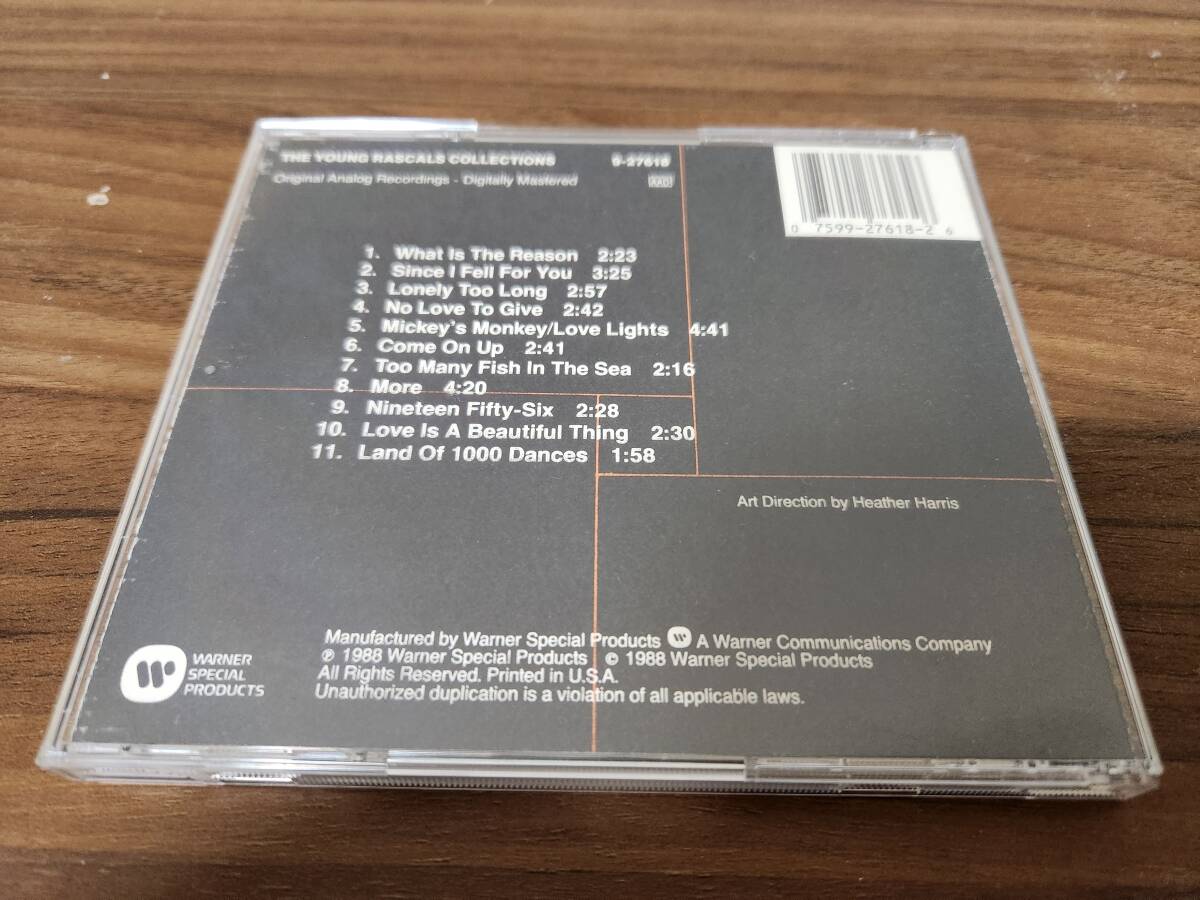 THE YOUNG RASCALS COLLECTIONS 9-27618
Original Analog Recordings - Digitally Mastered AAD
0 7599-27618-2 6
1. What Is The Reason 2:23
2. Since I Fell For You 3:25
3. Lonely Too Long 2:57
4. No Love To Give 2:42
5. Mickey's Monkey/Love Lights 4:41
6. Come On Up 2:41
7. Too Many Fish In The Sea 2:16
8. More 4:20
9. Nineteen Fifty-Six 2:28
10. Love Is A Beautiful Thing 2:30
11. Land Of 1000 Dances 1:58
Art Direction by Heather Harris
Manufactured by Warner Special Products A Warner Communications Company
℗ 1988 Warner Special Products © 1988 Warner Special Products
All Rights Reserved. Printed in U.S.A.
Unauthorized duplication is a violation of all applicable laws.
WARNER
SPECIAL
PRODUCTS